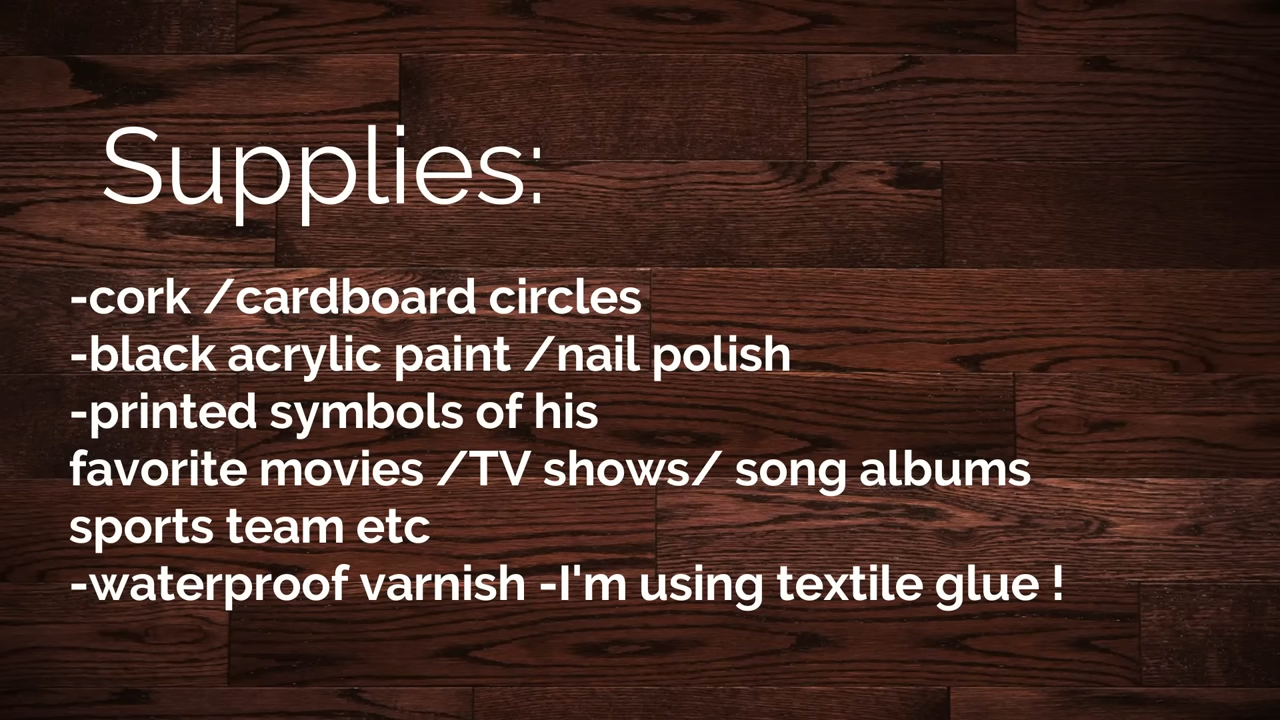 Supplies:
-cork /cardboard circles
-black acrylic paint /nail polish
-printed symbols of his
favorite movies /TV shows/ song albums
sports team etc
-waterproof varnish -I'm using textile glue !